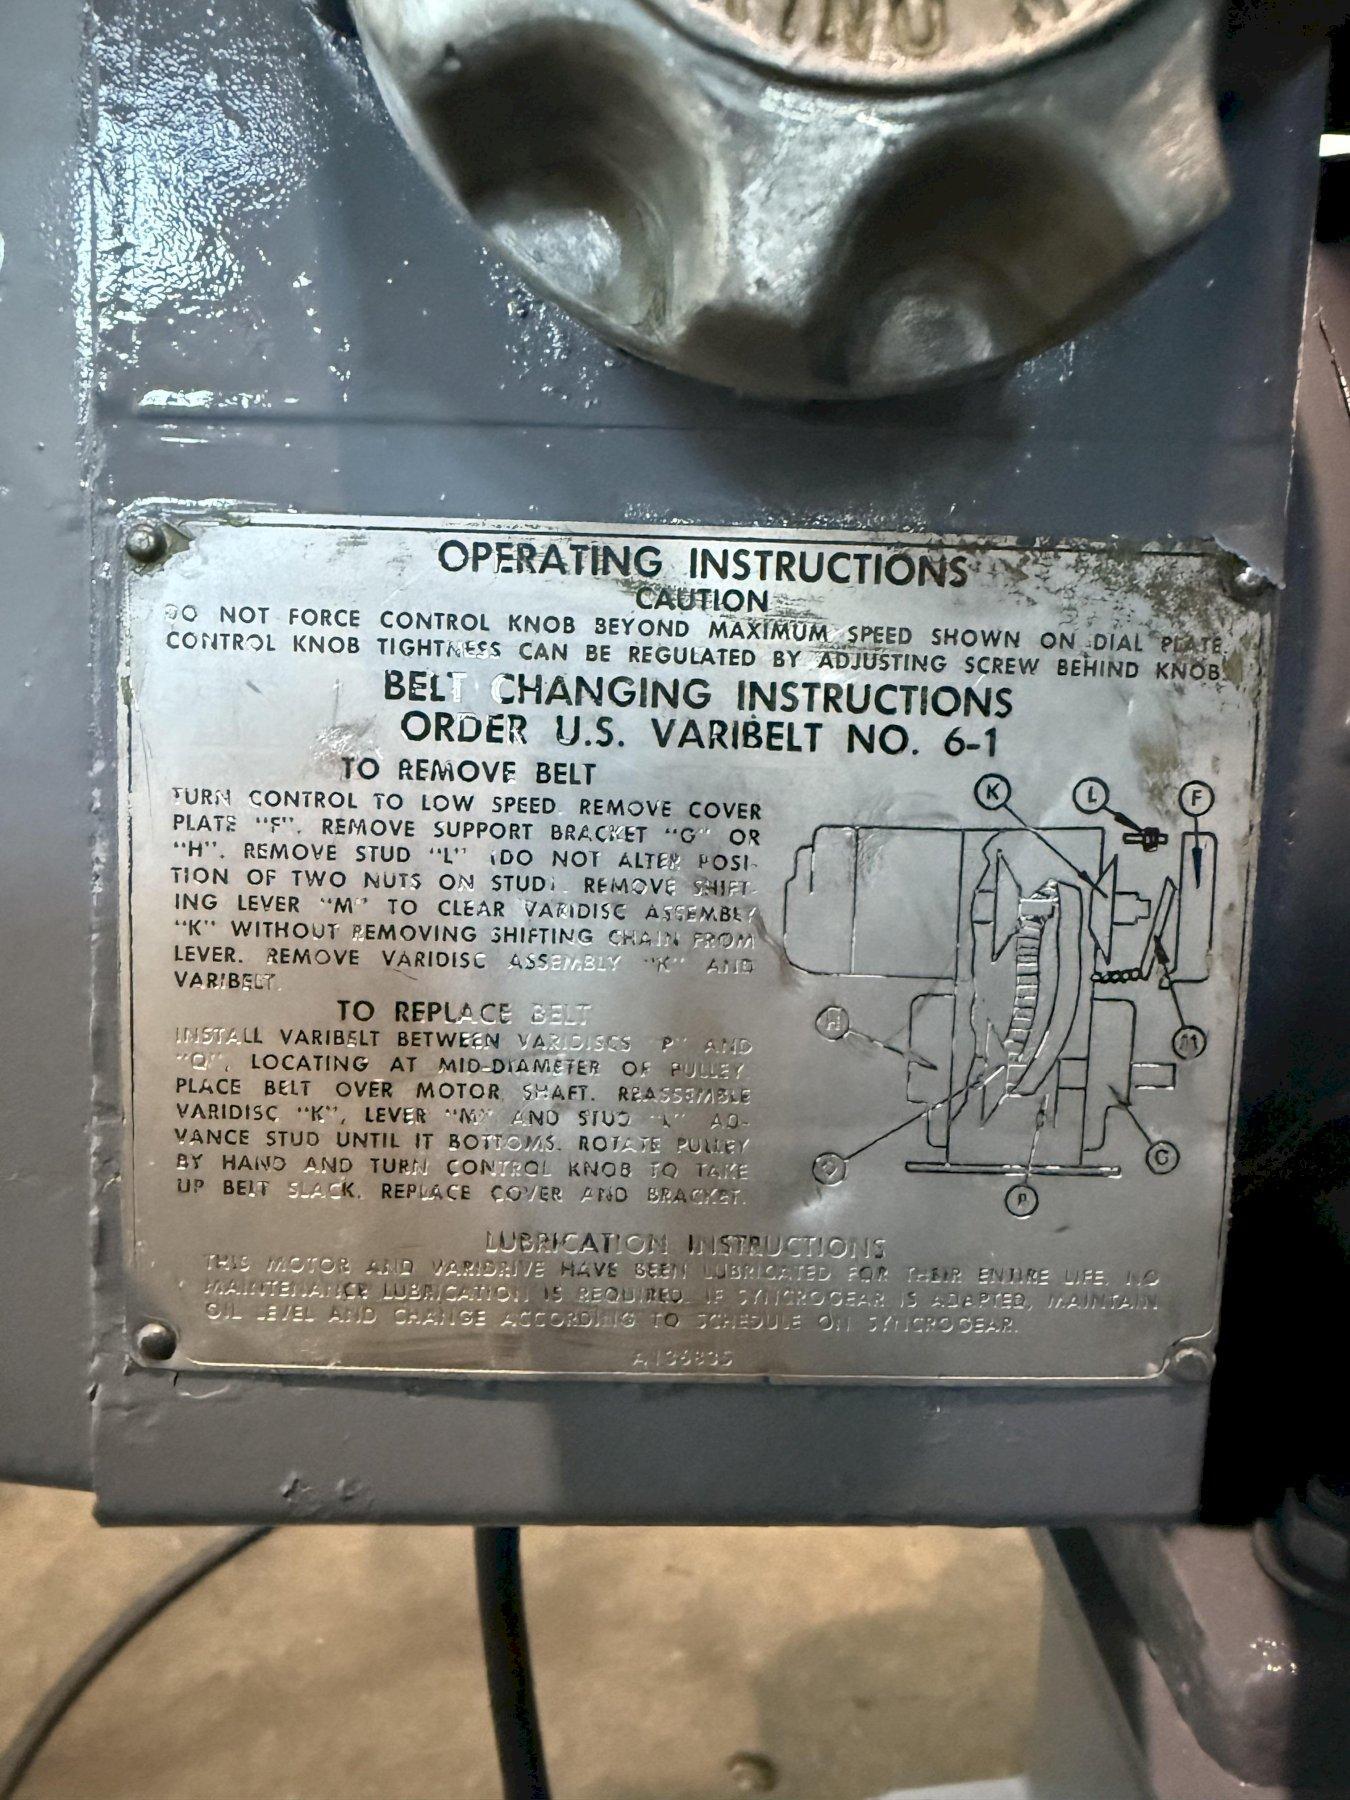 OPERATING INSTRUCTIONS
CAUTION
DO NOT FORCE CONTROL KNOB BEYOND MAXIMUM SPEED SHOWN ON DIAL PLATE.
CONTROL KNOB TIGHTNESS CAN BE REGULATED BY ADJUSTING SCREW BEHIND KNOB.
BELT CHANGING INSTRUCTIONS
ORDER U.S. VARIBELT NO. 6-1
TO REMOVE BELT
TURN CONTROL TO LOW SPEED. REMOVE COVER
PLATE "F". REMOVE SUPPORT BRACKET "G" OR
"H". REMOVE STUD "L" (DO NOT ALTER POSI-
TION OF TWO NUTS ON STUD). REMOVE SHIFT-
ING LEVER "M" TO CLEAR VARIDISC ASSEMBLY
"K" WITHOUT REMOVING SHIFTING CHAIN FROM
LEVER. REMOVE VARIDISC ASSEMBLY "K" AND
VARIBELT.
TO REPLACE BELT
INSTALL VARIBELT BETWEEN VARIDISCS "P" AND
"Q", LOCATING AT MID-DIAMETER OF PULLEY.
PLACE BELT OVER MOTOR SHAFT. REASSEMBLE
VARIDISC "K", LEVER "M" AND STUD "L" AD-
VANCE STUD UNTIL IT BOTTOMS. ROTATE PULLEY
BY HAND AND TURN CONTROL KNOB TO TAKE
UP BELT SLACK. REPLACE COVER AND BRACKET.
K
L
F
H
M
Q
P
G
LUBRICATION INSTRUCTIONS
THIS MOTOR AND VARIDRIVE HAVE BEEN LUBRICATED FOR THEIR ENTIRE LIFE. NO
MAINTENANCE LUBRICATION IS REQUIRED. IF SYNCROGEAR IS ADAPTED, MAINTAIN
OIL LEVEL AND CHANGE ACCORDING TO SCHEDULE ON SYNCROGEAR.